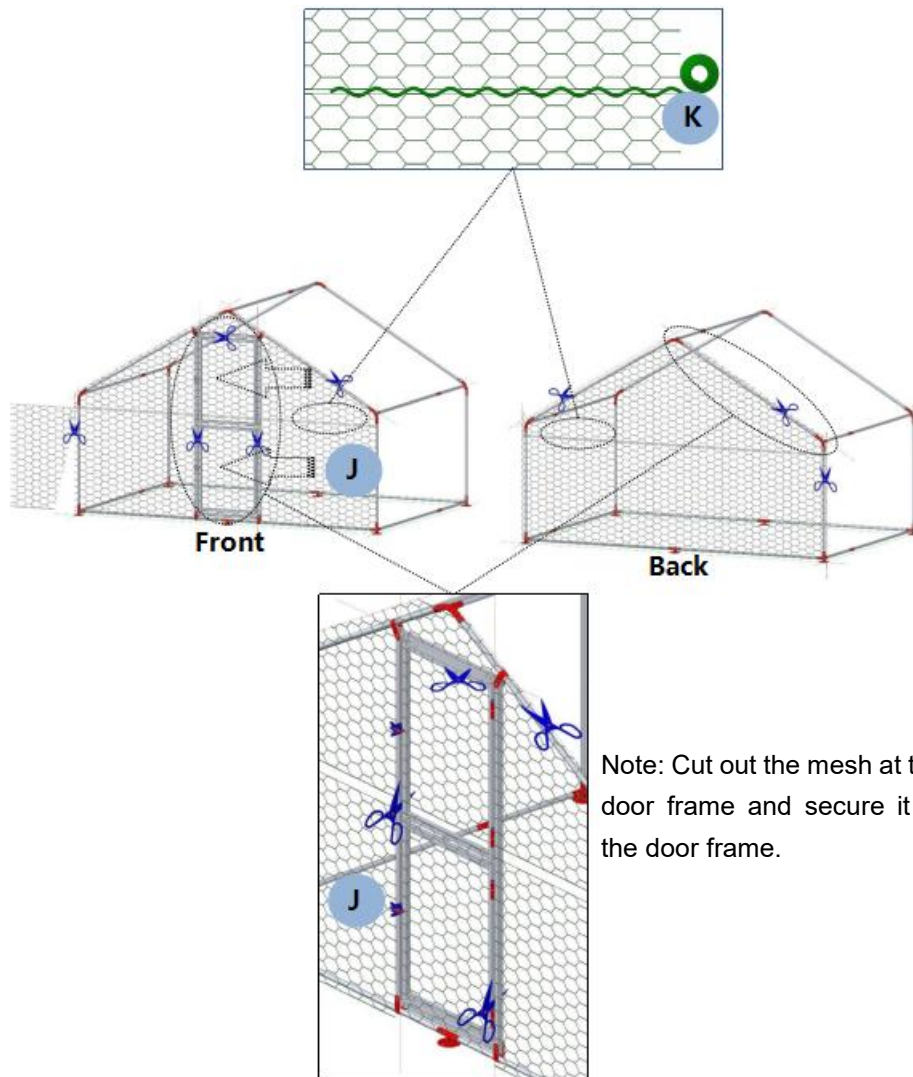 K
J
Front
Back
Note: Cut out the mesh at
door frame and secure it
the door frame.
J